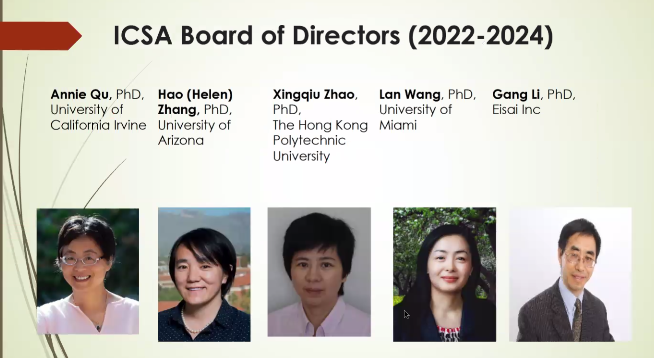 ICSA Board of Directors (2022-2024)
Annie Qu, PhD,
University of
California Irvine
Hao (Helen)
Zhang, PhD,
University of
Arizona
Xingqiu Zhao,
PhD,
The Hong Kong
Polytechnic
University
Lan Wang, PhD,
University of
Miami
Gang Li, PhD,
Eisai Inc